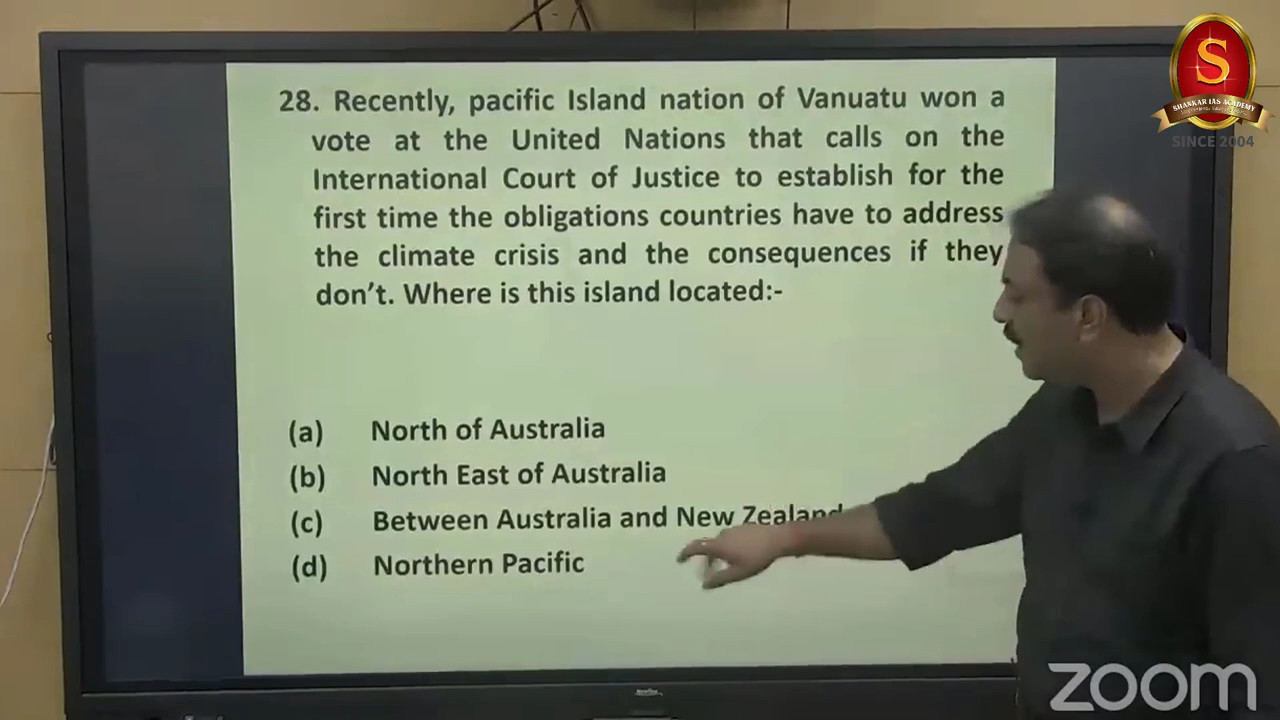 S
SHANKAR IAS ACADEMY
SINCE 2004
28. Recently, pacific Island nation of Vanuatu won a
vote at the United Nations that calls on the
International Court of Justice to establish for the
first time the obligations countries have to address
the climate crisis and the consequences if they
don't. Where is this island located:-
(a) North of Australia
(b) North East of Australia
(c) Between Australia and New Zealand
(d) Northern Pacific
zoom